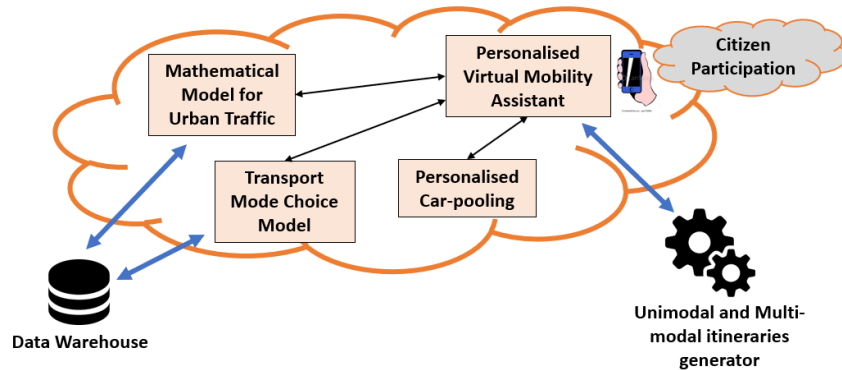 Mathematical
Model for
Urban Traffic
Personalised
Virtual Mobility
Assistant
Citizen
Participation
Transport
Mode Choice
Model
Personalised
Car-pooling
Data Warehouse
Unimodal and Multi-
modal itineraries
generator